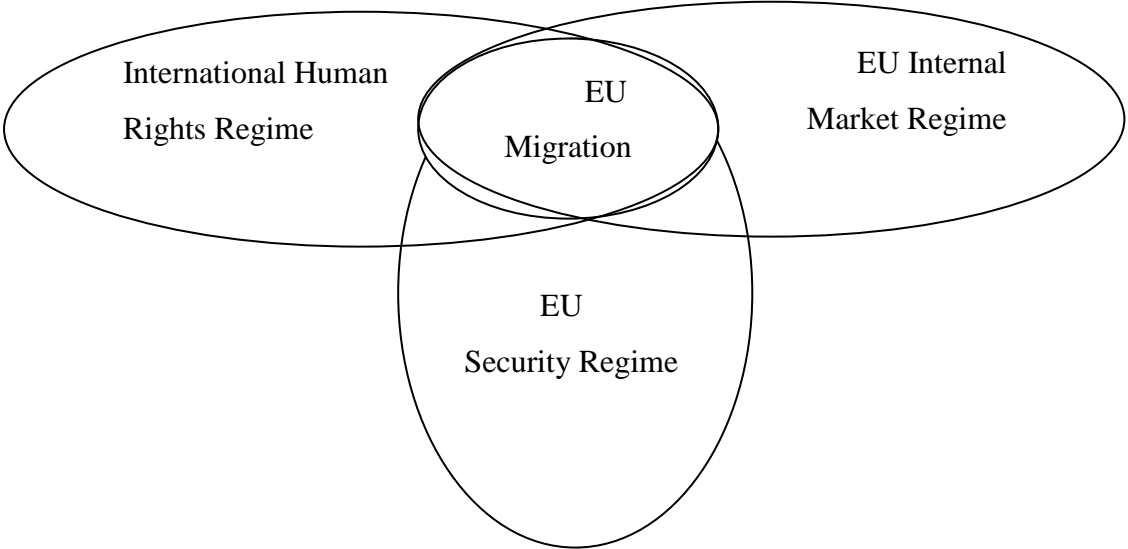 International Human
Rights Regime
EU
Migration
EU Internal
Market Regime
EU
Security Regime